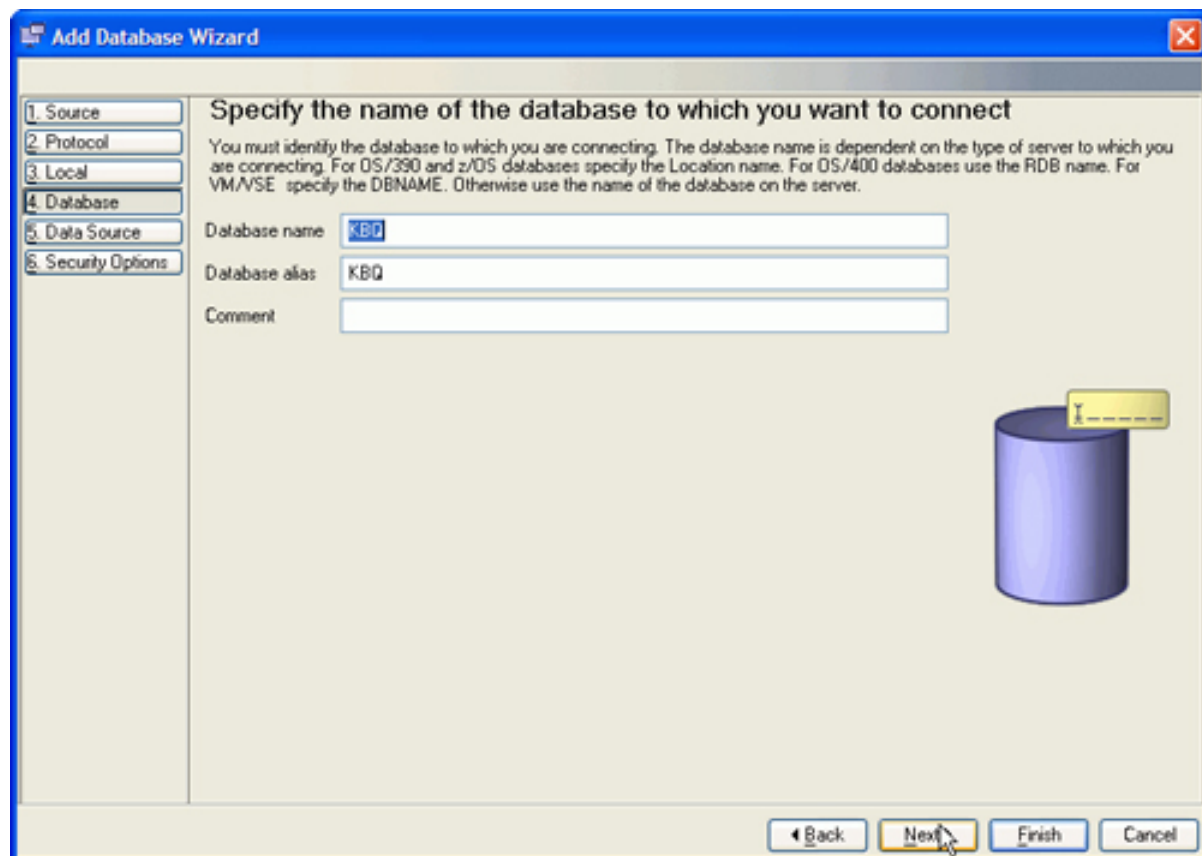 Add Database Wizard
1. Source
2. Protocol
3. Local
4. Database
5. Data Source
6. Security Options
Specify the name of the database to which you want to connect
You must identify the database to which you are connecting. The database name is dependent on the type of server to which you
are connecting. For OS/390 and z/OS databases specify the Location name. For OS/400 databases use the RDB name. For
VM/VSE specify the DBNAME. Otherwise use the name of the database on the server.
Database name KBQ
Database alias KBQ
Comment
Back Next Finish Cancel